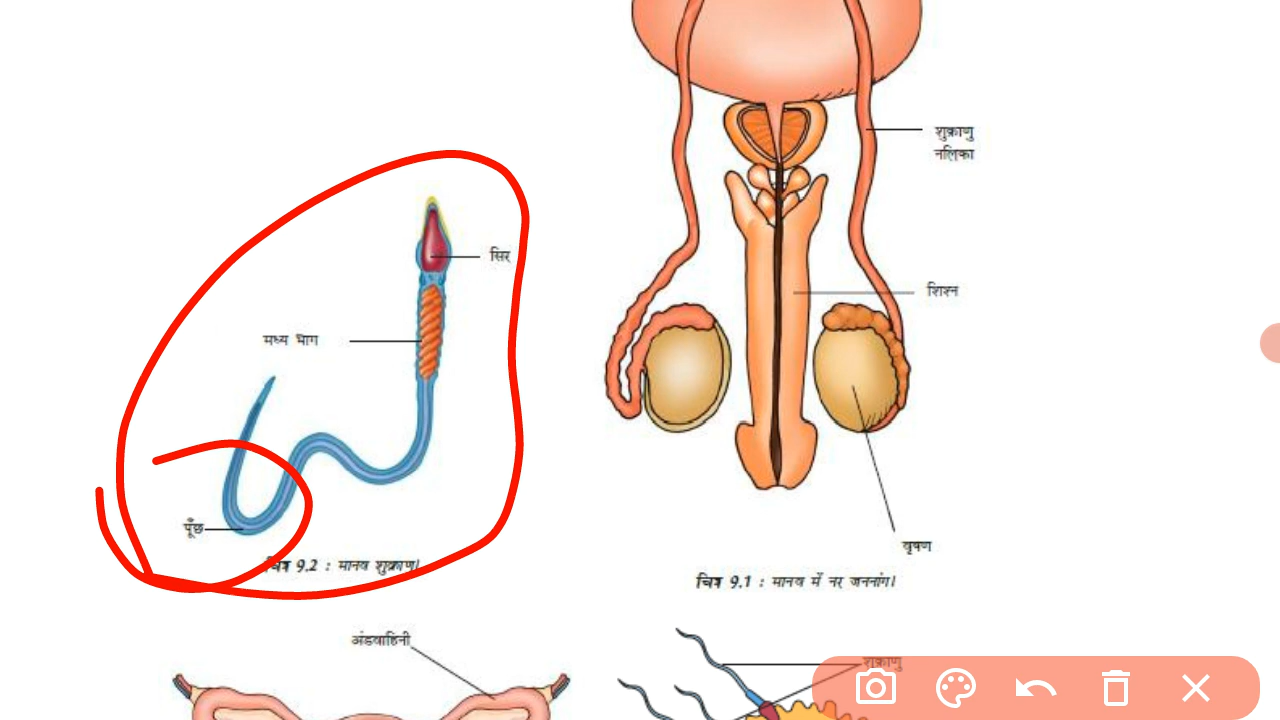 शुक्राणु
नलिका
सिर
शिश्न
मध्य भाग
पूँछ
वृषण
चित्र 9.2 : मानव शुक्राणु।
चित्र 9.1 : मानव में नर जननांग।
अंडवाहिनी
शुक्राणु